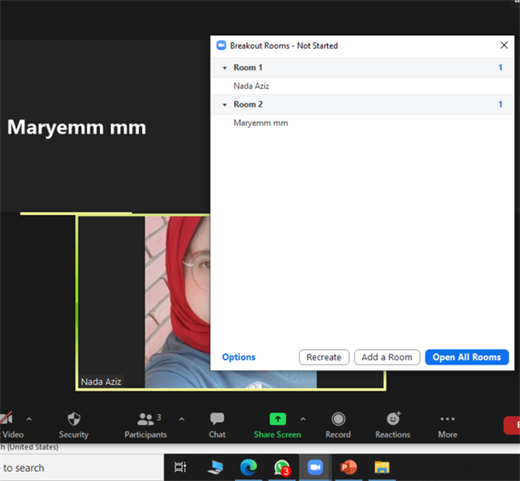 Breakout Rooms - Not Started
Room 1
1
Nada Aziz
Room 2
1
Maryemm mm
Maryemm mm
Options
Recreate
Add a Room
Open All Rooms
Nada Aziz
Video
Security
Participants
3
Chat
Share Screen
Record
Reactions
More
(United States)
to search
3